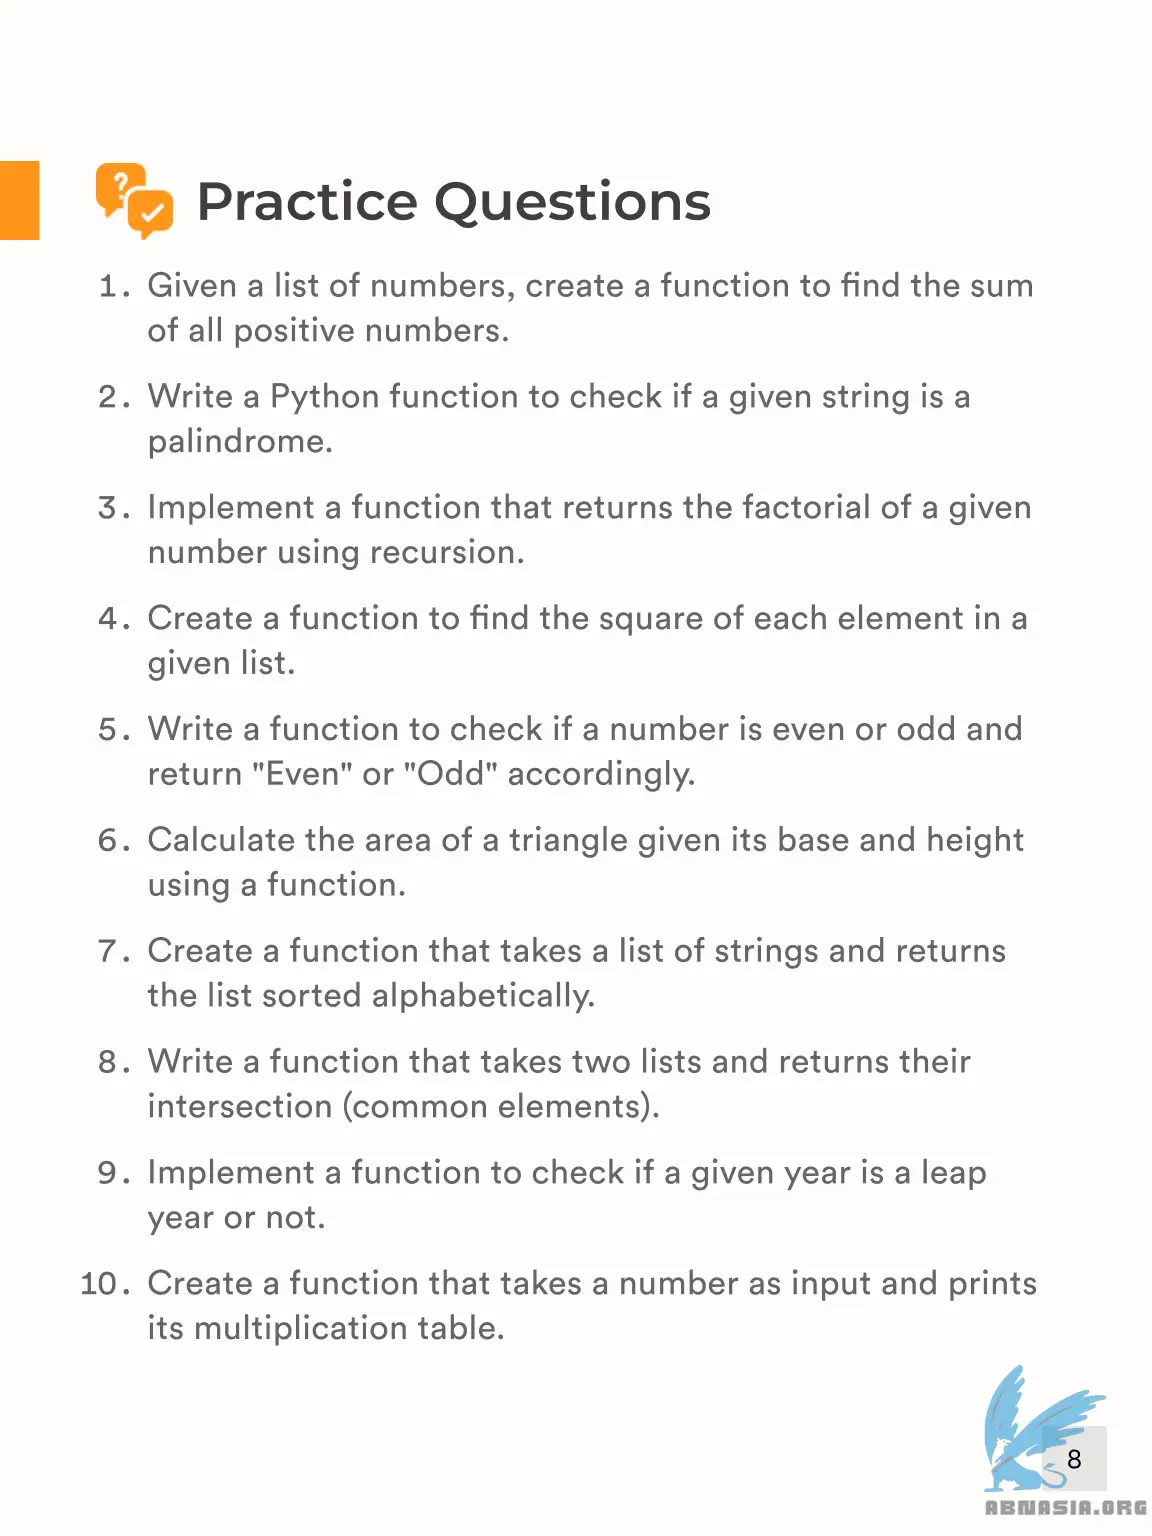 Practice Questions
1. Given a list of numbers, create a function to find the sum
of all positive numbers.
2. Write a Python function to check if a given string is a
palindrome.
3. Implement a function that returns the factorial of a given
number using recursion.
4. Create a function to find the square of each element in a
given list.
5. Write a function to check if a number is even or odd and
return "Even" or "Odd" accordingly.
6. Calculate the area of a triangle given its base and height
using a function.
7. Create a function that takes a list of strings and returns
the list sorted alphabetically.
8. Write a function that takes two lists and returns their
intersection (common elements).
9. Implement a function to check if a given year is a leap
year or not.
10. Create a function that takes a number as input and prints
its multiplication table.
8
ABNASIA.ORG